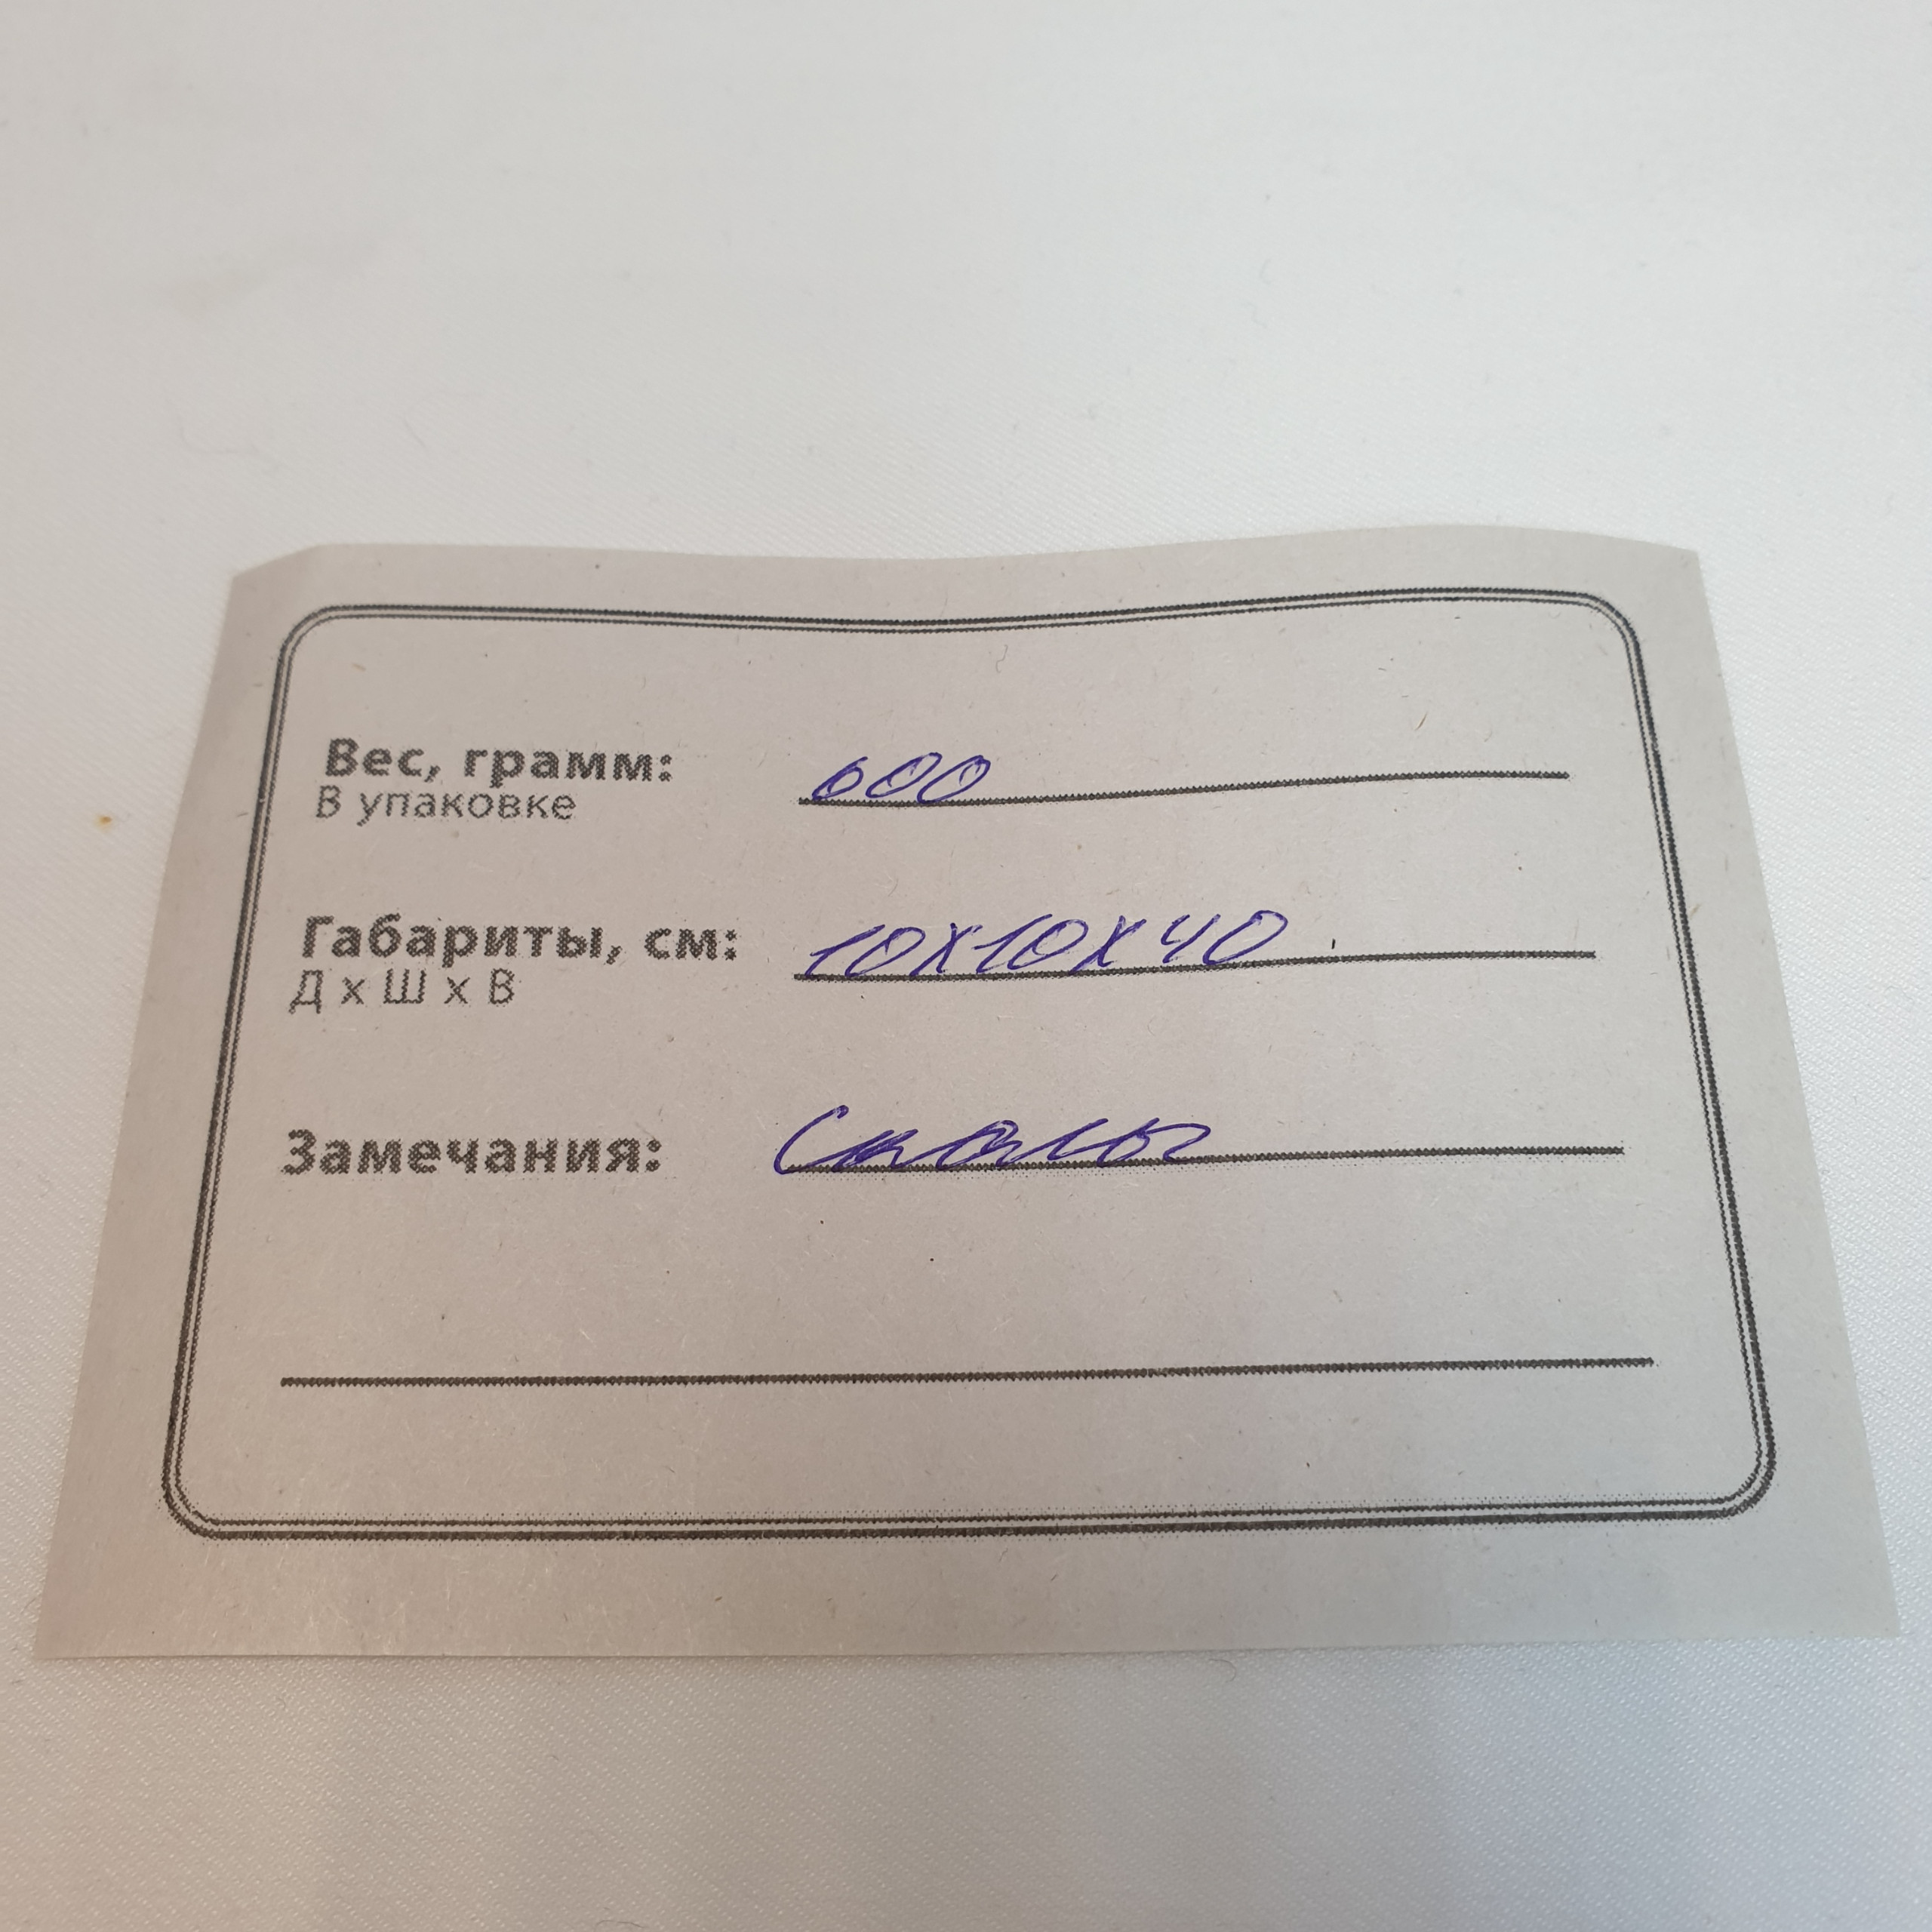 Вес, грамм: 600
В упаковке
Габариты, см: 10х10х40
Д х Ш х В
Замечания: Сколы